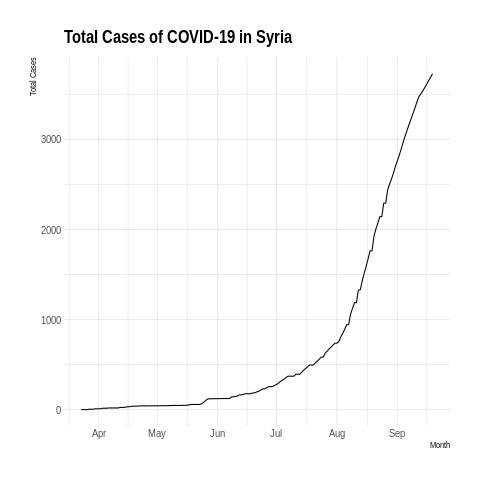 Total Cases of COVID-19 in Syria
Total Cases
3000
2000
1000
0
Apr May Jun Jul Aug Sep
Month